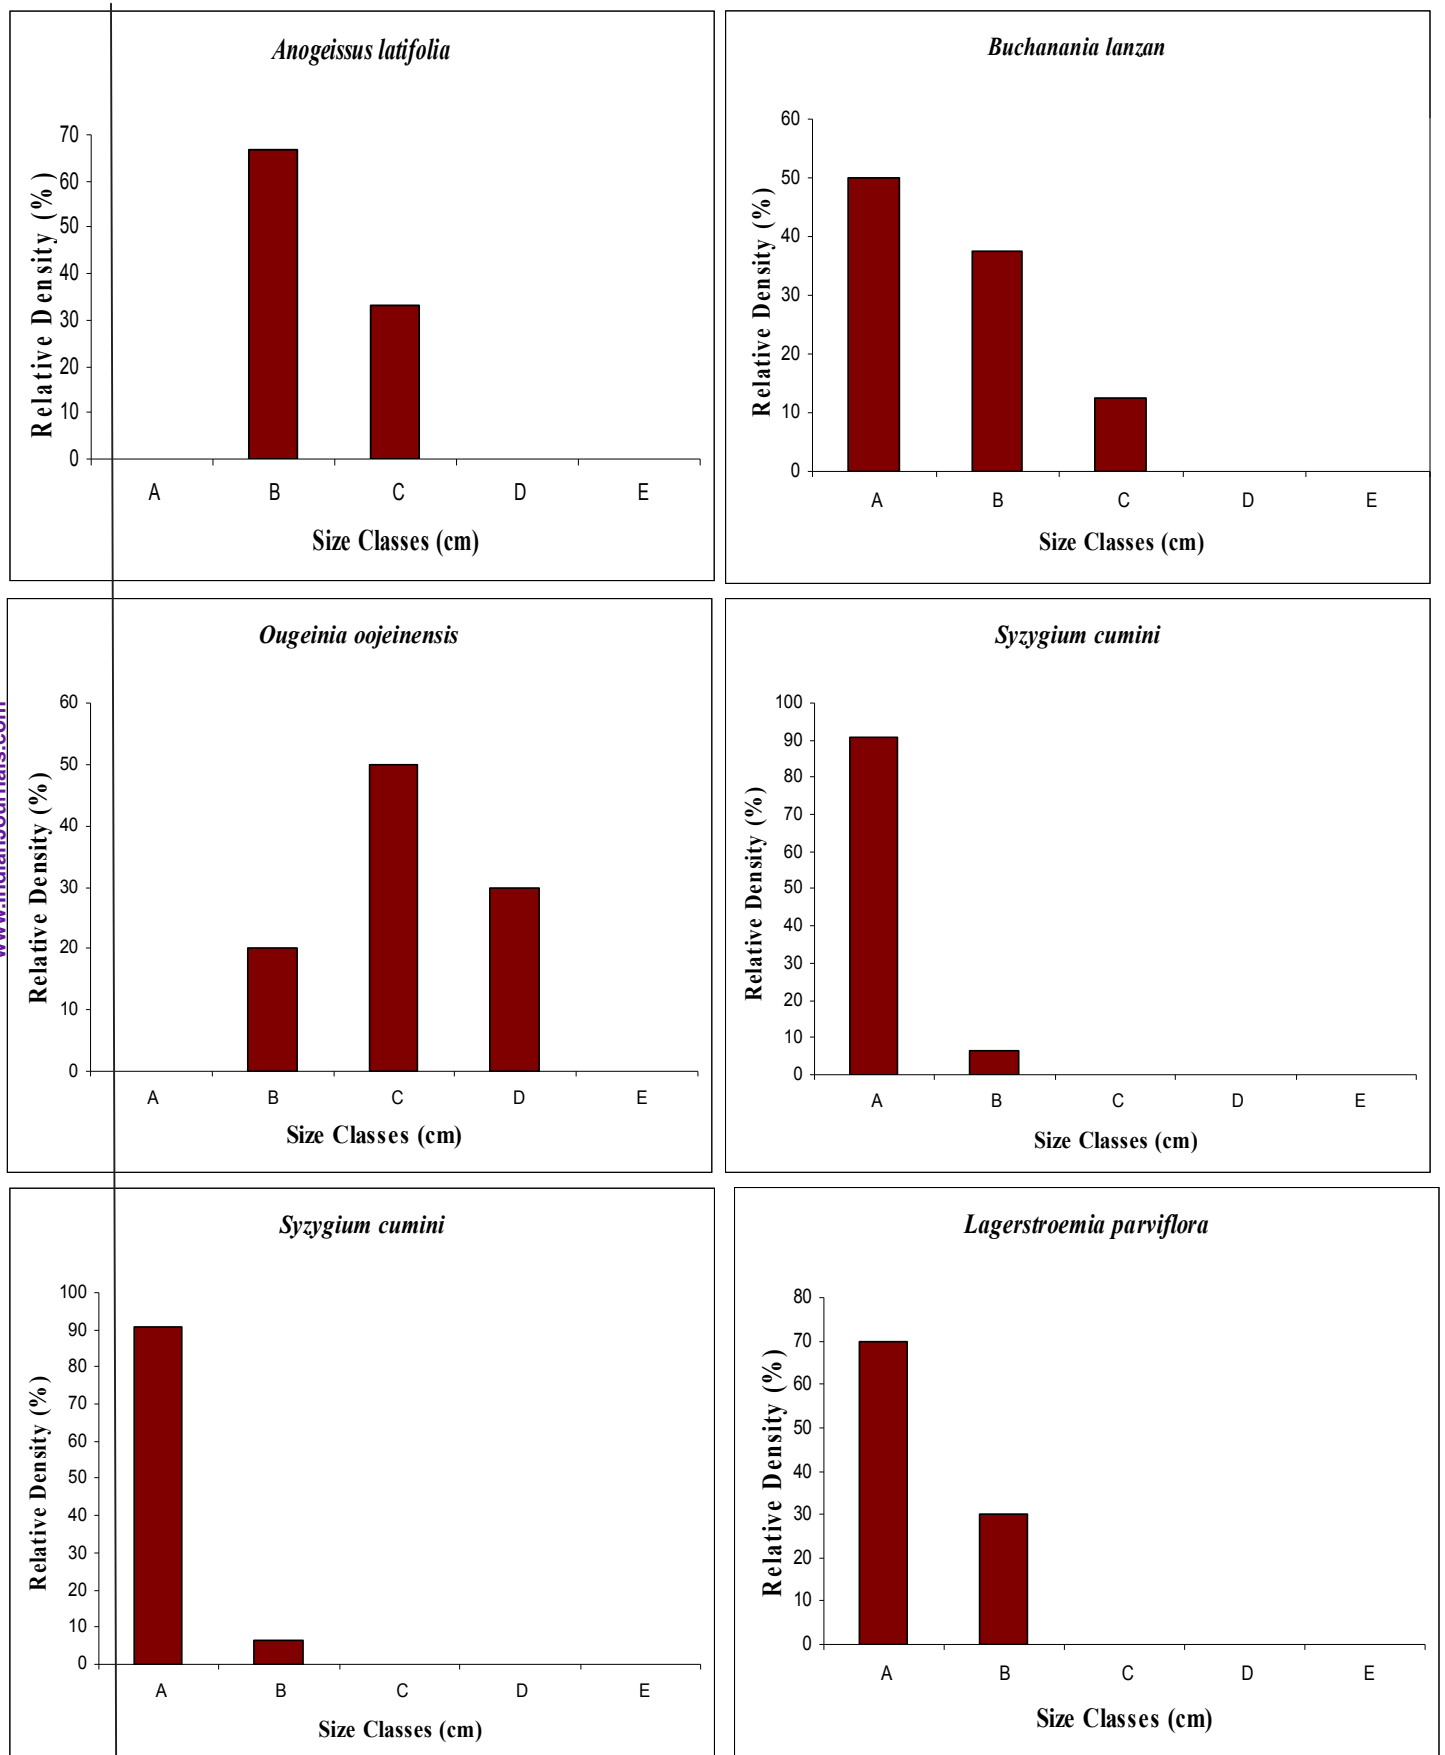 Anogeissus latifolia
Relative Density (%)
70
60
50
40
30
20
10
0
A B C D E
Size Classes (cm)
Buchanania lanzan
Relative Density (%)
60
50
40
30
20
10
0
A B C D E
Size Classes (cm)
Ougeinia oojeinensis
Relative Density (%)
60
50
40
30
20
10
0
A B C D E
Size Classes (cm)
Syzygium cumini
Relative Density (%)
100
90
80
70
60
50
40
30
20
10
0
A B C D E
Size Classes (cm)
Syzygium cumini
Relative Density (%)
100
90
80
70
60
50
40
30
20
10
0
A B C D E
Size Classes (cm)
Lagerstroemia parviflora
Relative Density (%)
80
70
60
50
40
30
20
10
0
A B C D E
Size Classes (cm)